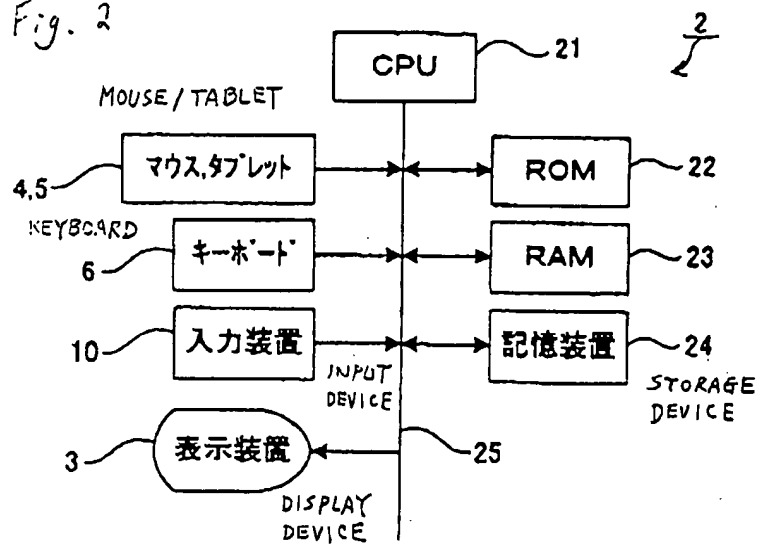 Fig. 2
2
CPU
21
MOUSE/TABLET
マウス,タブレット
4,5
ROM
22
KEYBOARD
キーボード
6
RAM
23
入力装置
10
INPUT
DEVICE
記憶装置
24
STORAGE
DEVICE
表示装置
3
25
DISPLAY
DEVICE